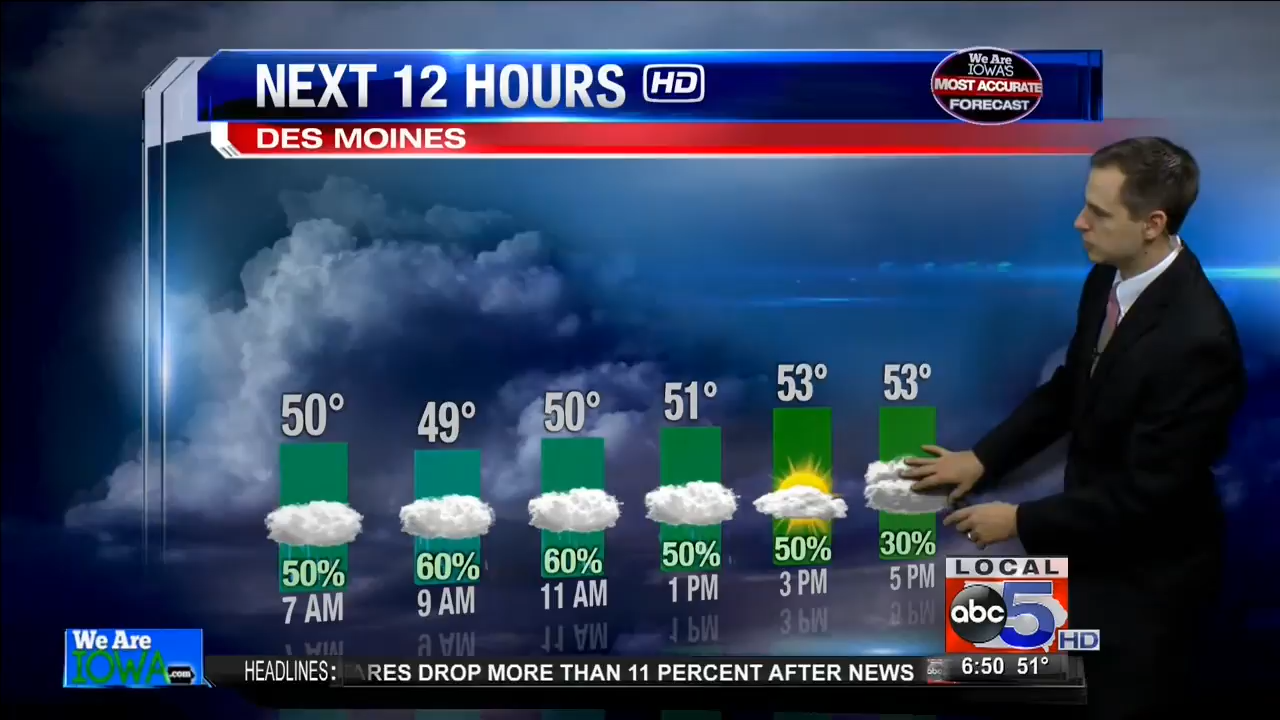 NEXT 12 HOURS HD
We Are
IOWA'S
MOST ACCURATE
FORECAST
DES MOINES
50° 49° 50° 51° 53° 53°
50% 60% 60% 50% 50% 30%
7 AM 9 AM 11 AM 1 PM 3 PM 5 PM
LOCAL
abc 5 HD
We Are
IOWA.com
HEADLINES: ARES DROP MORE THAN 11 PERCENT AFTER NEWS abc 6:50 51°